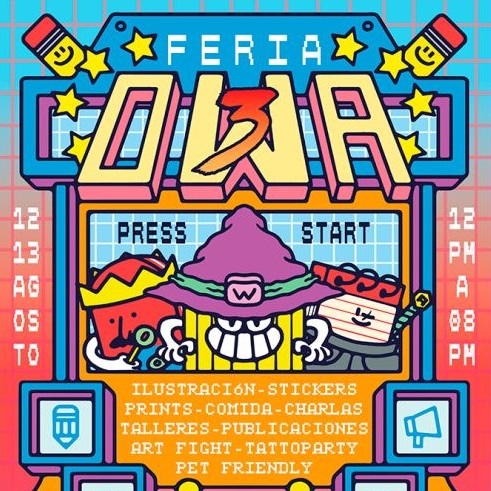 FERIA
OWA
3
PRESS START
W
12
13
AG
OS
TO
12
PM
A
08
PM
ILUSTRACIóN-STICKERS
PRINTS-COMIDA-CHARLAS
TALLERES-PUBLICACIONES
ART FIGHT-TATTOPARTY
PET FRIENDLY